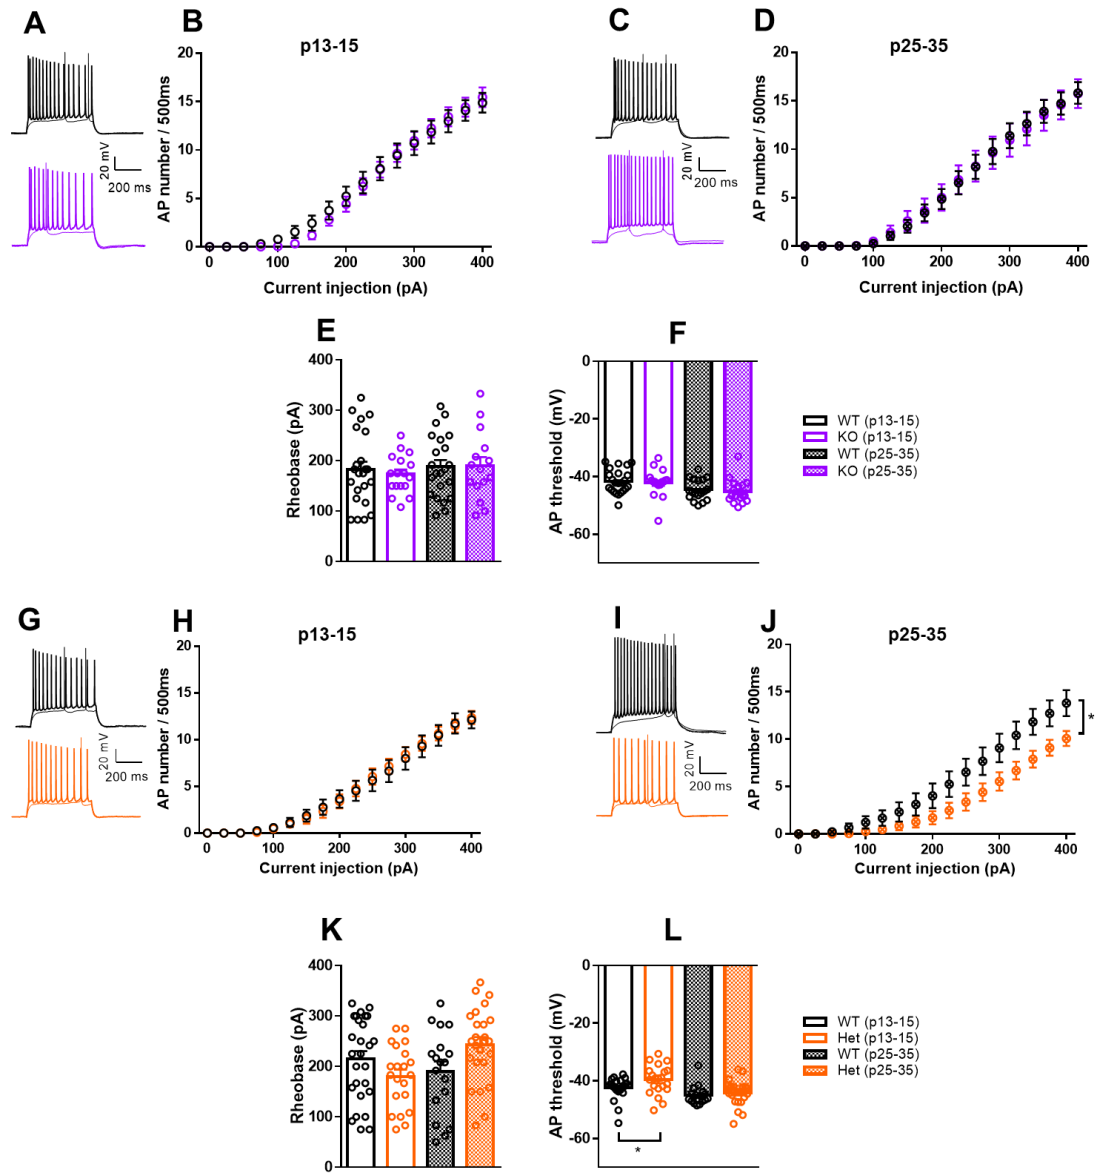 A
B
p13-15
AP number / 500ms
20
15
10
5
0
0
100
200
300
400
Current injection (pA)
20 mV
200 ms
C
D
p25-35
AP number / 500ms
20
15
10
5
0
0
100
200
300
400
Current injection (pA)
20 mV
200 ms
E
Rheobase (pA)
400
300
200
100
0
F
AP threshold (mV)
0
-20
-40
-60
WT (p13-15)
KO (p13-15)
WT (p25-35)
KO (p25-35)
G
H
p13-15
AP number / 500ms
20
15
10
5
0
0
100
200
300
400
Current injection (pA)
20 mV
200 ms
I
J
p25-35
AP number / 500ms
20
15
10
5
0
0
100
200
300
400
*
Current injection (pA)
20 mV
200 ms
K
Rheobase (pA)
400
300
200
100
0
L
AP threshold (mV)
0
-20
-40
-60
*
WT (p13-15)
Het (p13-15)
WT (p25-35)
Het (p25-35)